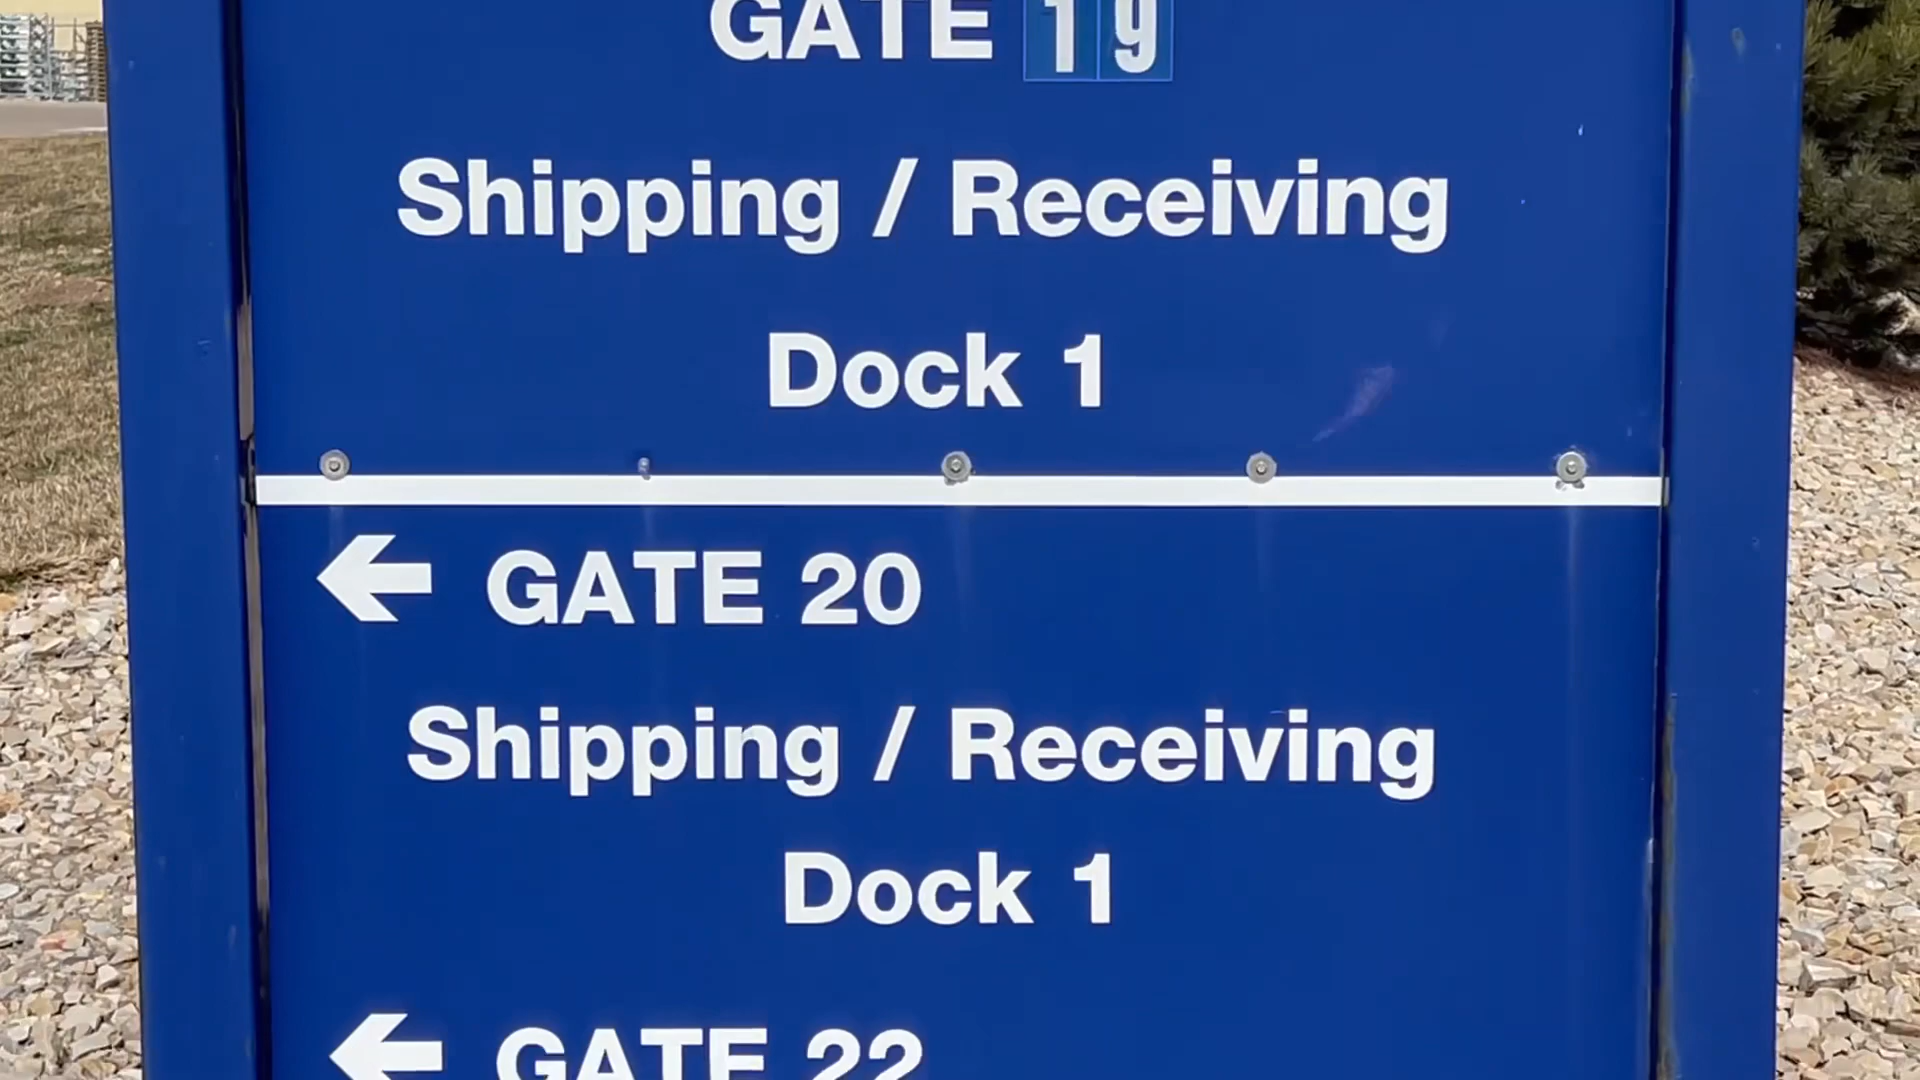 GATE 19
Shipping / Receiving
Dock 1
← GATE 20
Shipping / Receiving
Dock 1
← GATE 22